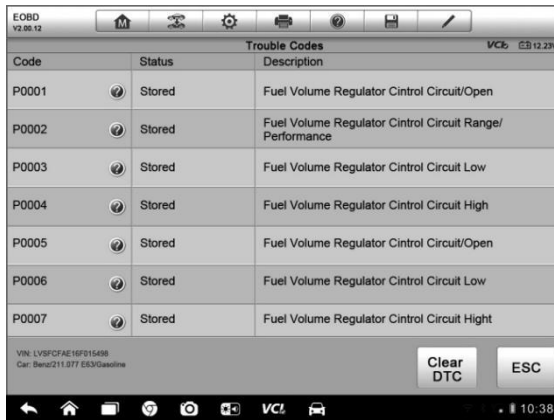 EOBD
V2.00.12
M
Trouble Codes
VCI 12.23V
Code Status Description
P0001 Stored Fuel Volume Regulator Cintrol Circuit/Open
P0002 Stored Fuel Volume Regulator Cintrol Circuit Range/
Performance
P0003 Stored Fuel Volume Regulator Cintrol Circuit Low
P0004 Stored Fuel Volume Regulator Cintrol Circuit High
P0005 Stored Fuel Volume Regulator Cintrol Circuit/Open
P0006 Stored Fuel Volume Regulator Cintrol Circuit Low
P0007 Stored Fuel Volume Regulator Cintrol Circuit Hight
VIN: LVSFCFAE16F015498
Car: Benz/211.077 E63/Gasoline
Clear
DTC
ESC
VCI
10:38